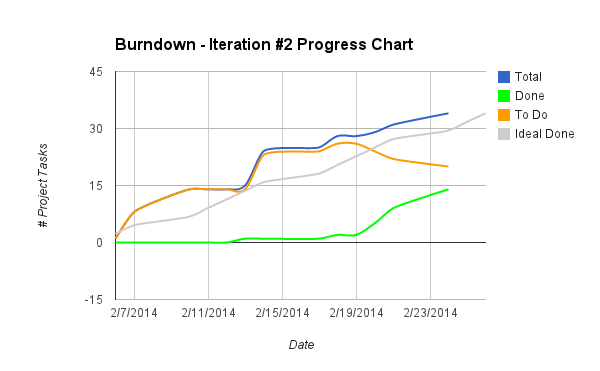 Burndown - Iteration #2 Progress Chart
Total
Done
To Do
Ideal Done
# Project Tasks
45
30
15
0
-15
2/7/2014
2/11/2014
2/15/2014
2/19/2014
2/23/2014
Date